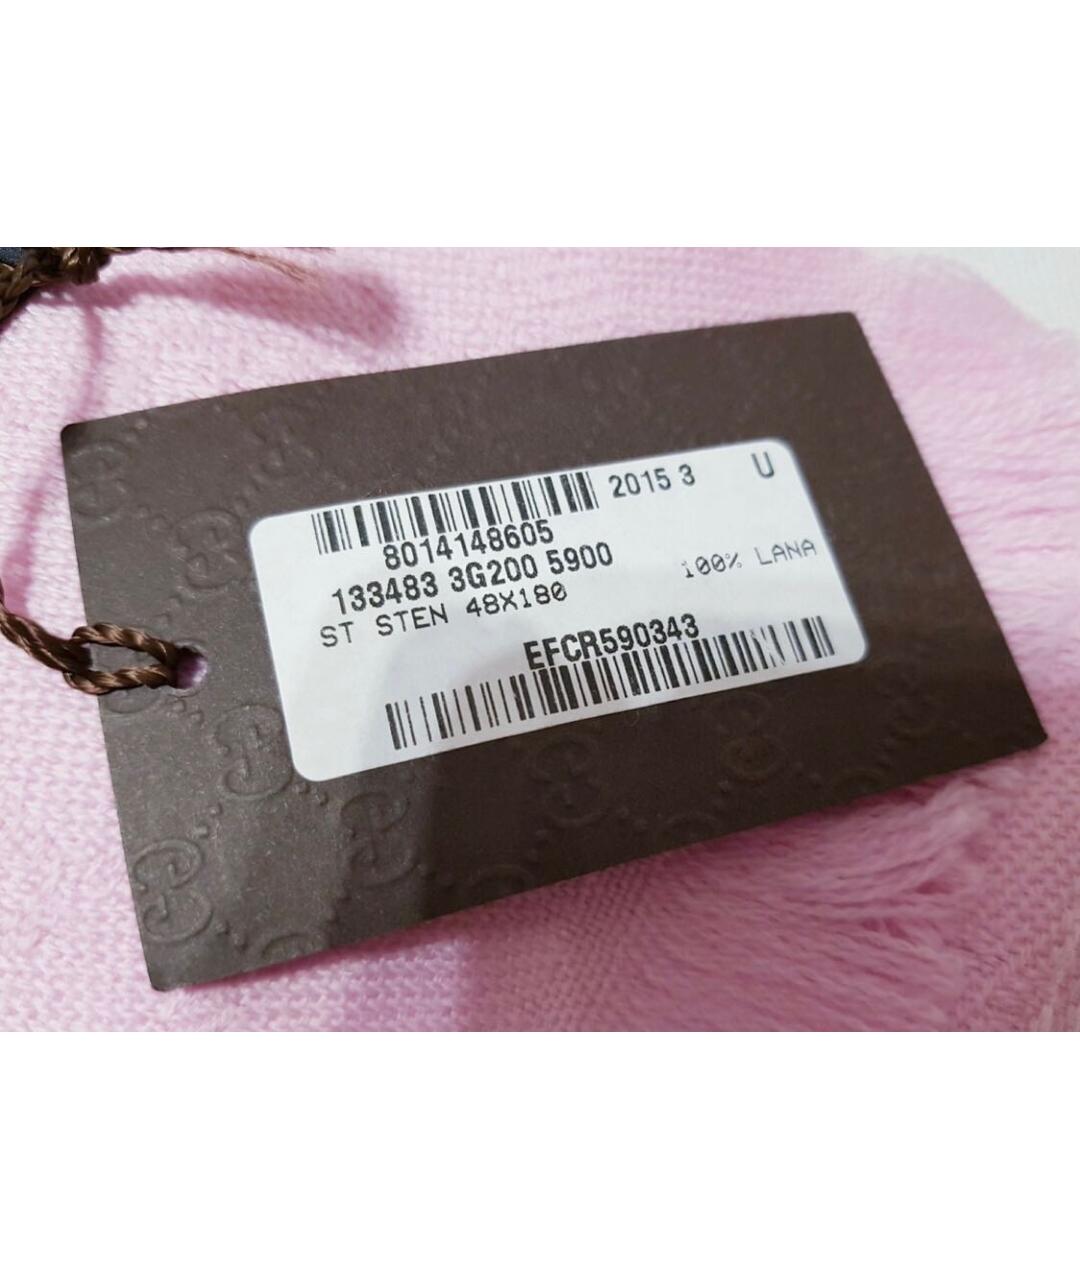 2015 3 U
8014148605
133483 3G200 5900 100% LANA
ST STEN 48X180
EFCR590343